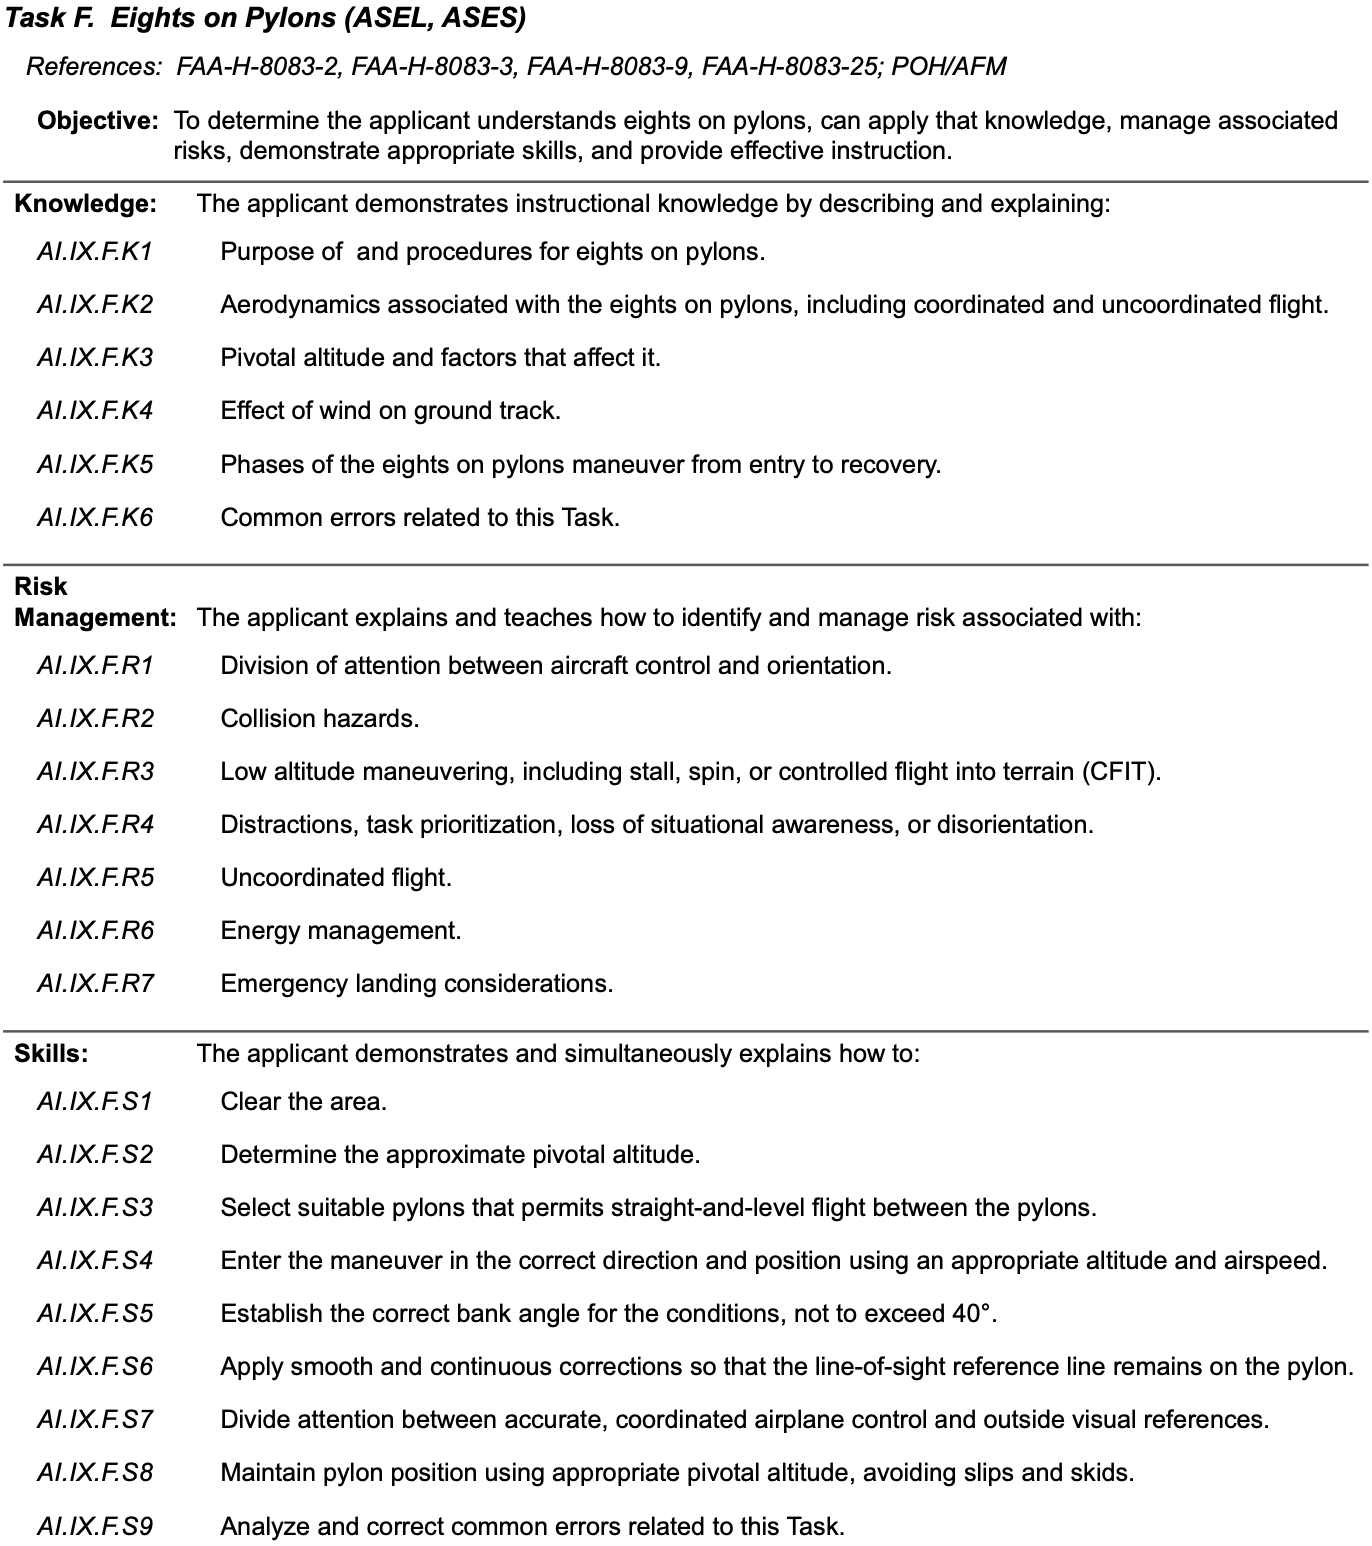 Task F. Eights on Pylons (ASEL, ASES)
References: FAA-H-8083-2, FAA-H-8083-3, FAA-H-8083-9, FAA-H-8083-25; POH/AFM
Objective: To determine the applicant understands eights on pylons, can apply that knowledge, manage associated
risks, demonstrate appropriate skills, and provide effective instruction.
Knowledge: The applicant demonstrates instructional knowledge by describing and explaining:
AI.IX.F.K1 Purpose of  and procedures for eights on pylons.
AI.IX.F.K2 Aerodynamics associated with the eights on pylons, including coordinated and uncoordinated flight.
AI.IX.F.K3 Pivotal altitude and factors that affect it.
AI.IX.F.K4 Effect of wind on ground track.
AI.IX.F.K5 Phases of the eights on pylons maneuver from entry to recovery.
AI.IX.F.K6 Common errors related to this Task.
Risk
Management: The applicant explains and teaches how to identify and manage risk associated with:
AI.IX.F.R1 Division of attention between aircraft control and orientation.
AI.IX.F.R2 Collision hazards.
AI.IX.F.R3 Low altitude maneuvering, including stall, spin, or controlled flight into terrain (CFIT).
AI.IX.F.R4 Distractions, task prioritization, loss of situational awareness, or disorientation.
AI.IX.F.R5 Uncoordinated flight.
AI.IX.F.R6 Energy management.
AI.IX.F.R7 Emergency landing considerations.
Skills: The applicant demonstrates and simultaneously explains how to:
AI.IX.F.S1 Clear the area.
AI.IX.F.S2 Determine the approximate pivotal altitude.
AI.IX.F.S3 Select suitable pylons that permits straight-and-level flight between the pylons.
AI.IX.F.S4 Enter the maneuver in the correct direction and position using an appropriate altitude and airspeed.
AI.IX.F.S5 Establish the correct bank angle for the conditions, not to exceed 40°.
AI.IX.F.S6 Apply smooth and continuous corrections so that the line-of-sight reference line remains on the pylon.
AI.IX.F.S7 Divide attention between accurate, coordinated airplane control and outside visual references.
AI.IX.F.S8 Maintain pylon position using appropriate pivotal altitude, avoiding slips and skids.
AI.IX.F.S9 Analyze and correct common errors related to this Task.